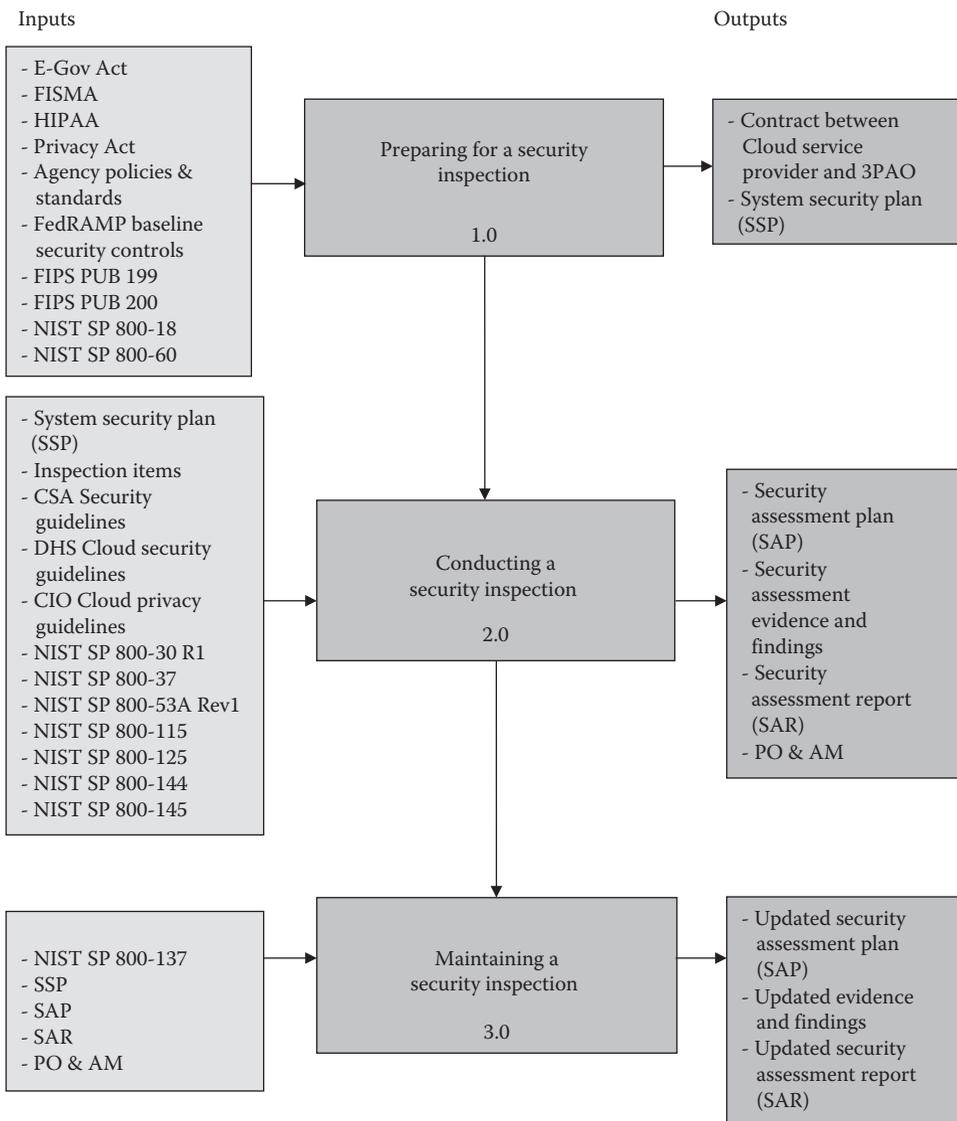 Inputs
Outputs
- E-Gov Act
- FISMA
- HIPAA
- Privacy Act
- Agency policies &
standards
- FedRAMP baseline
security controls
- FIPS PUB 199
- FIPS PUB 200
- NIST SP 800-18
- NIST SP 800-60
Preparing for a security
inspection
1.0
- Contract between
Cloud service
provider and 3PAO
- System security plan
(SSP)
- System security plan
(SSP)
- Inspection items
- CSA Security
guidelines
- DHS Cloud security
guidelines
- CIO Cloud privacy
guidelines
- NIST SP 800-30 R1
- NIST SP 800-37
- NIST SP 800-53A Rev1
- NIST SP 800-115
- NIST SP 800-125
- NIST SP 800-144
- NIST SP 800-145
Conducting a
security inspection
2.0
- Security
assessment plan
(SAP)
- Security
assessment
evidence and
findings
- Security
assessment report
(SAR)
- PO & AM
- NIST SP 800-137
- SSP
- SAP
- SAR
- PO & AM
Maintaining a
security inspection
3.0
- Updated security
assessment plan
(SAP)
- Updated evidence
and findings
- Updated security
assessment report
(SAR)